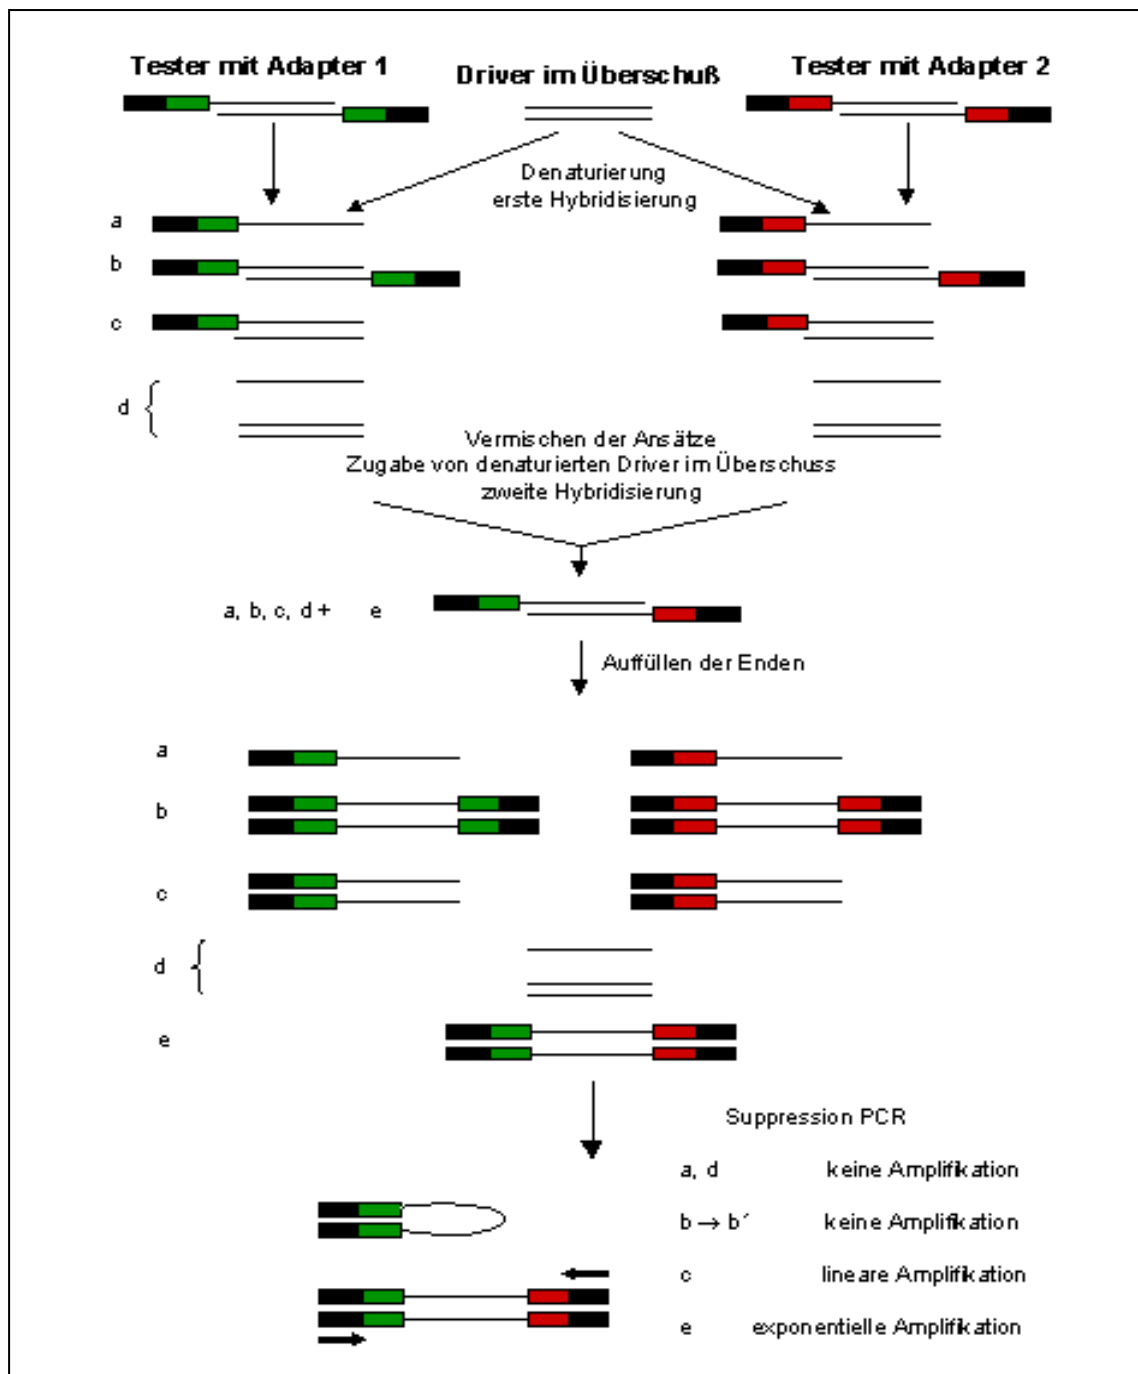 Tester mit Adapter 1
Driver im Überschuß
Tester mit Adapter 2
Denaturierung
erste Hybridisierung
a
b
c
d
Vermischen der Ansätze
Zugabe von denaturierten Driver im Überschuss
zweite Hybridisierung
a, b, c, d + e
Auffüllen der Enden
a
b
c
d
e
Suppression PCR
a, d keine Amplifikation
b → b´ keine Amplifikation
c lineare Amplifikation
e exponentielle Amplifikation